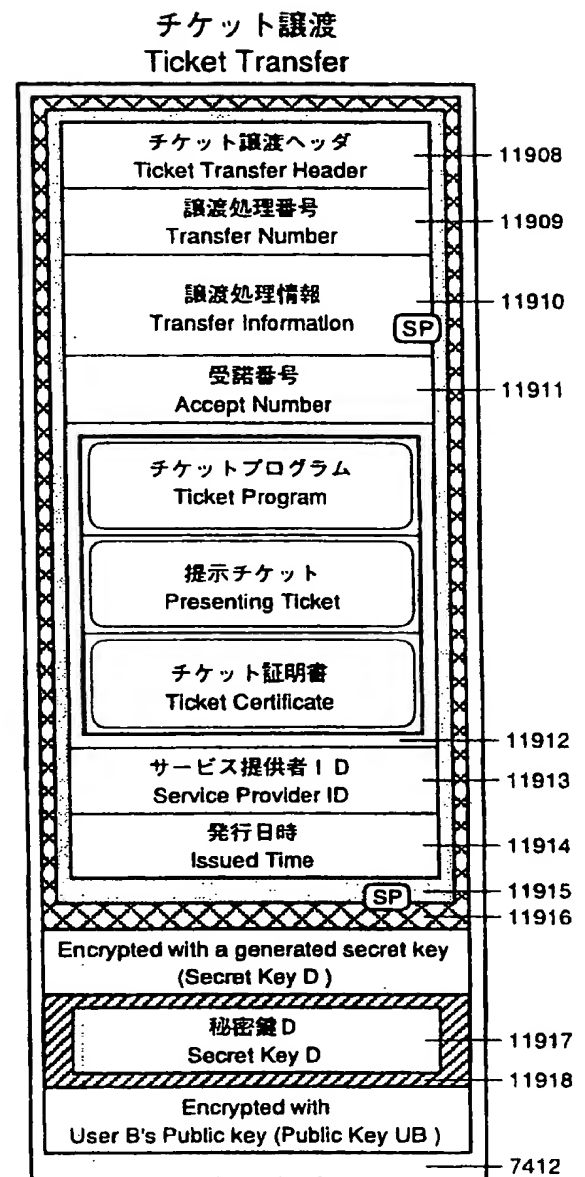 チケット譲渡
Ticket Transfer
チケット譲渡ヘッダ
Ticket Transfer Header
11908
譲渡処理番号
Transfer Number
11909
譲渡処理情報
Transfer Information
SP
11910
受諾番号
Accept Number
11911
チケットプログラム
Ticket Program
提示チケット
Presenting Ticket
チケット証明書
Ticket Certificate
11912
サービス提供者ID
Service Provider ID
11913
発行日時
Issued Time
11914
SP
11915
11916
Encrypted with a generated secret key
(Secret Key D )
秘密鍵D
Secret Key D
11917
11918
Encrypted with
User B's Public key (Public Key UB )
7412